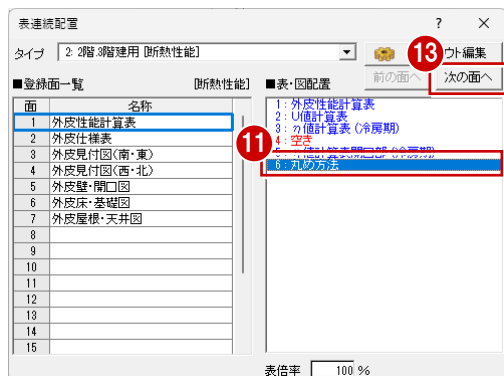 表連続配置
? ×
タイプ 2: 2階.3階建用 [断熱性能]
ウト編集
13
■登録面一覧 [断熱性能]
■表・図配置
前の面へ
次の面へ
面 名称
1 外皮性能計算表
2 外皮仕様表
3 外皮見付図(南・東)
4 外皮見付図(西・北)
5 外皮壁・開口図
6 外皮床・基礎図
7 外皮屋根・天井図
8
9
10
11
12
13
14
15
1: 外皮性能計算表
2: U値計算表
3: η値計算表(冷房期)
4: 空き
11
6: 丸め方法
表倍率 100 %